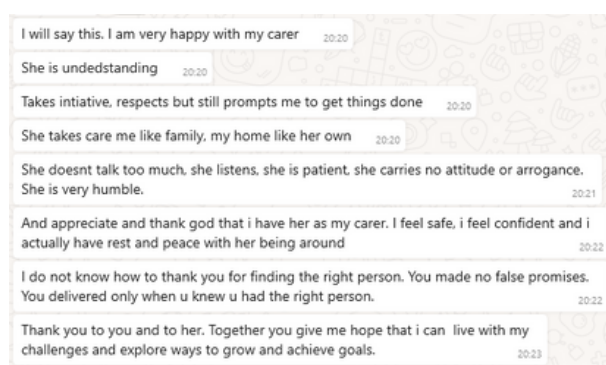 I will say this. I am very happy with my carer 20:20
She is undedstanding 20:20
Takes intiative, respects but still prompts me to get things done 20:20
She takes care me like family, my home like her own 20:20
She doesnt talk too much, she listens, she is patient, she carries no attitude or arrogance.
She is very humble. 20:21
And appreciate and thank god that i have her as my carer. I feel safe, i feel confident and i
actually have rest and peace with her being around 20:22
I do not know how to thank you for finding the right person. You made no false promises.
You delivered only when u knew u had the right person. 20:22
Thank you to you and to her. Together you give me hope that i can live with my
challenges and explore ways to grow and achieve goals. 20:23